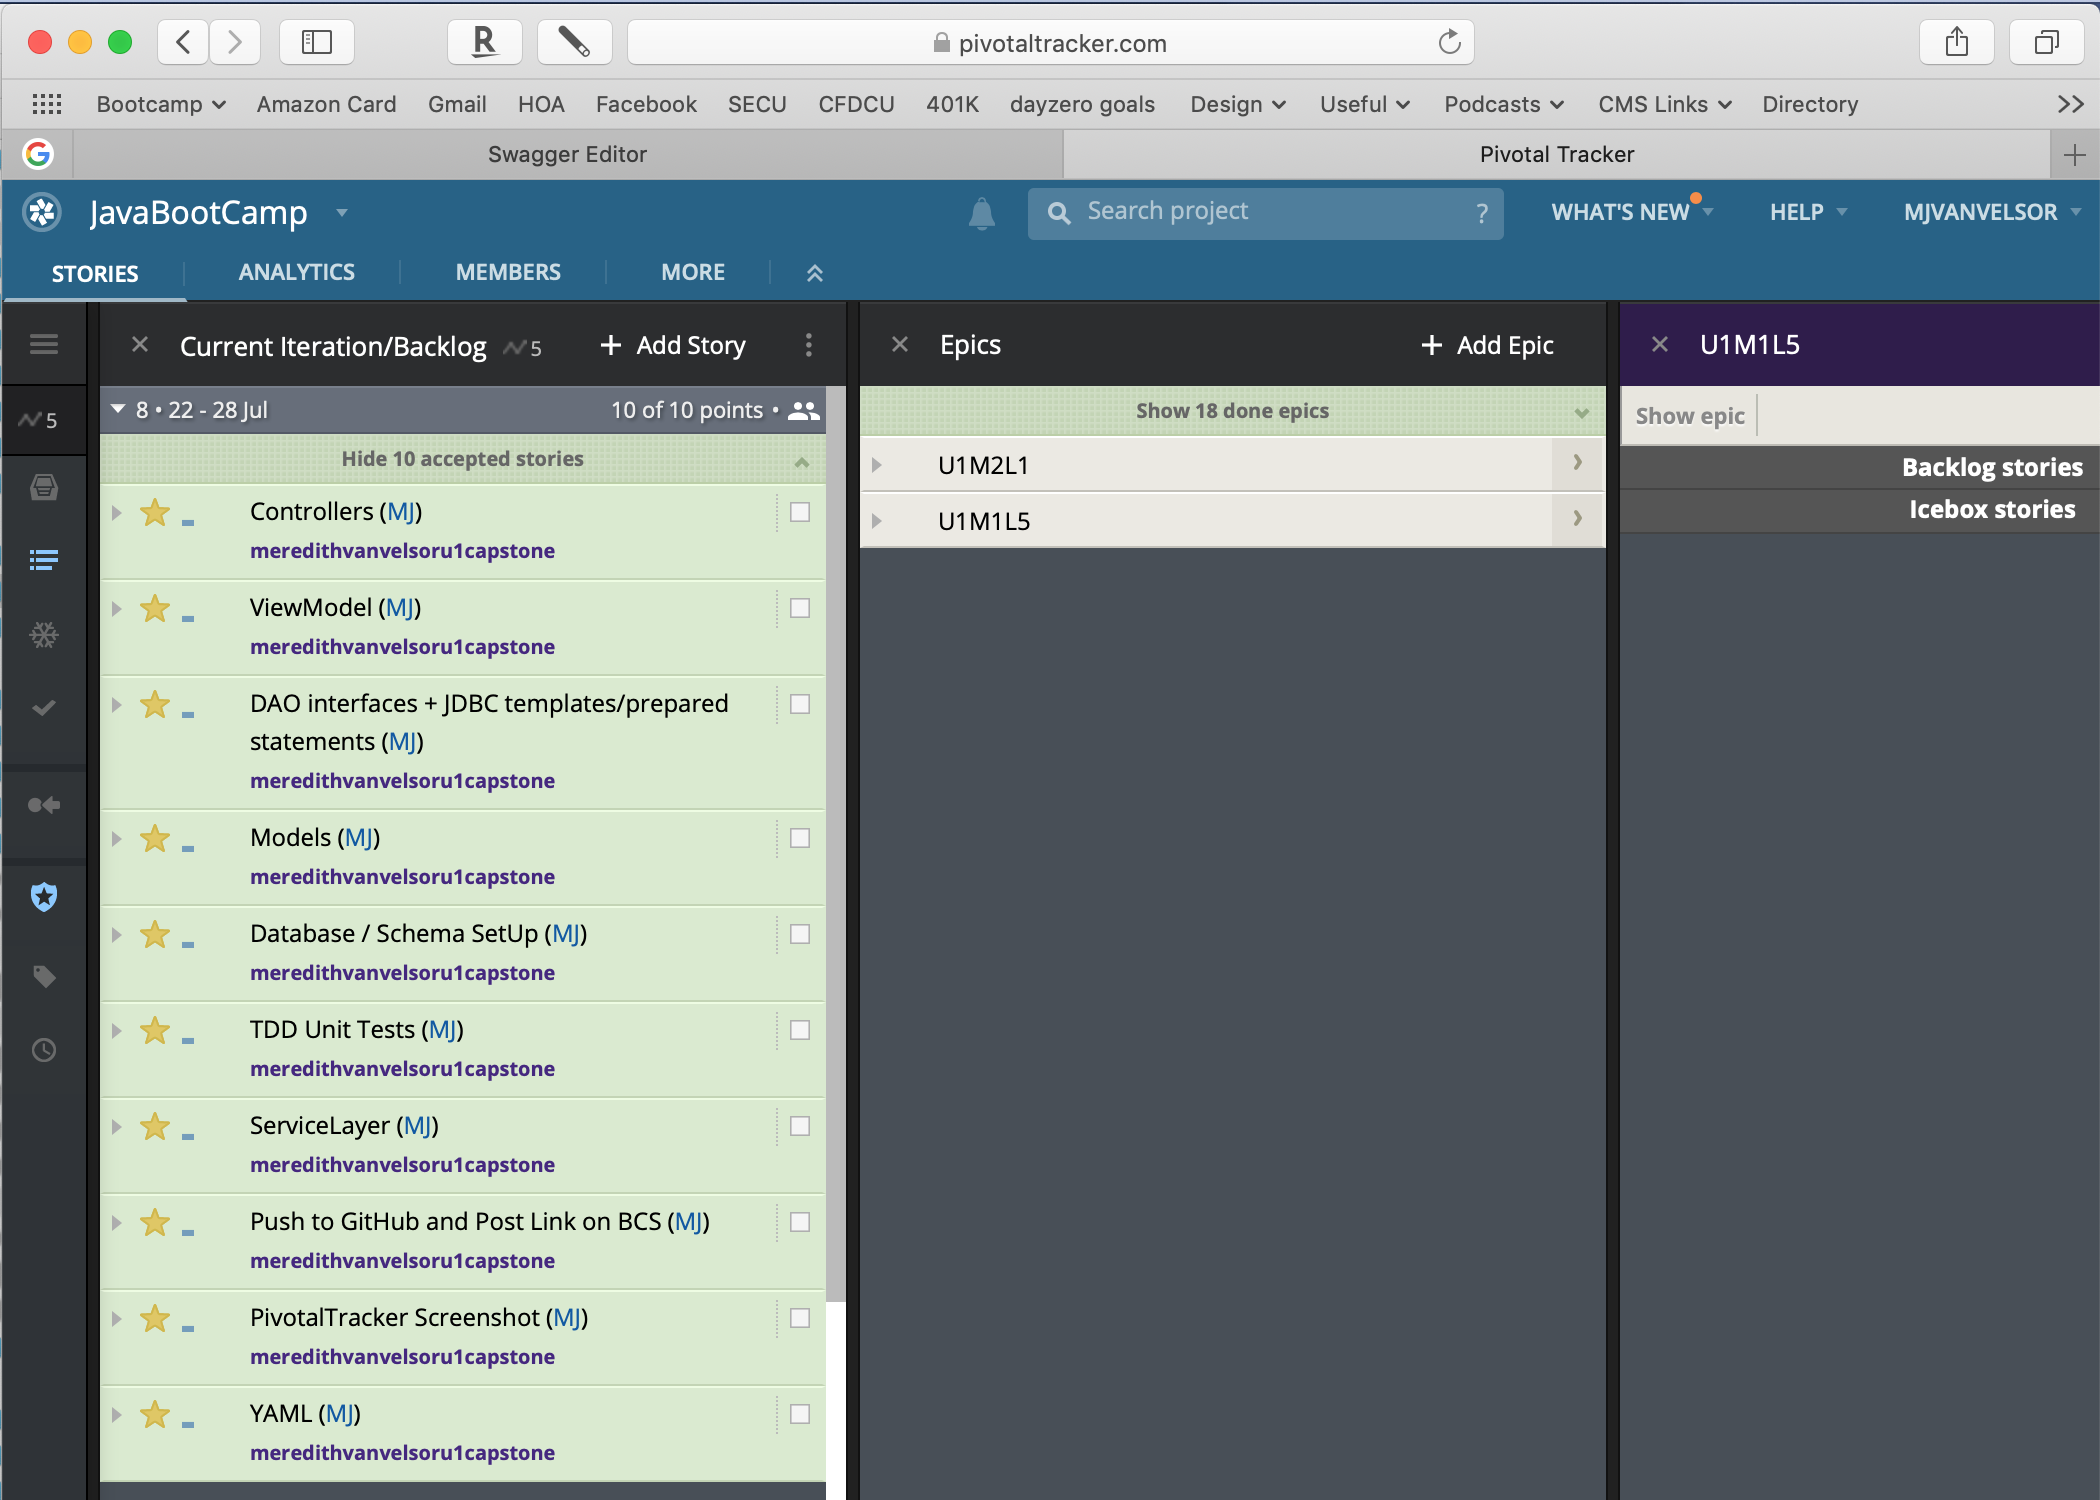 R
pivotaltracker.com
Bootcamp Amazon Card Gmail HOA Facebook SECU CFDCU 401K dayzero goals Design Useful Podcasts CMS Links Directory
G Swagger Editor Pivotal Tracker
JavaBootCamp Search project ? WHAT'S NEW HELP MJVANVELSOR
STORIES ANALYTICS MEMBERS MORE
Current Iteration/Backlog 5 + Add Story
5
8 • 22 - 28 Jul 10 of 10 points •
Hide 10 accepted stories
Controllers (MJ)
meredithvanvelsoru1capstone
ViewModel (MJ)
meredithvanvelsoru1capstone
DAO interfaces + JDBC templates/prepared
statements (MJ)
meredithvanvelsoru1capstone
Models (MJ)
meredithvanvelsoru1capstone
Database / Schema SetUp (MJ)
meredithvanvelsoru1capstone
TDD Unit Tests (MJ)
meredithvanvelsoru1capstone
ServiceLayer (MJ)
meredithvanvelsoru1capstone
Push to GitHub and Post Link on BCS (MJ)
meredithvanvelsoru1capstone
PivotalTracker Screenshot (MJ)
meredithvanvelsoru1capstone
YAML (MJ)
meredithvanvelsoru1capstone
Epics + Add Epic
Show 18 done epics
U1M2L1
U1M1L5
U1M1L5
Show epic
Backlog stories
Icebox stories